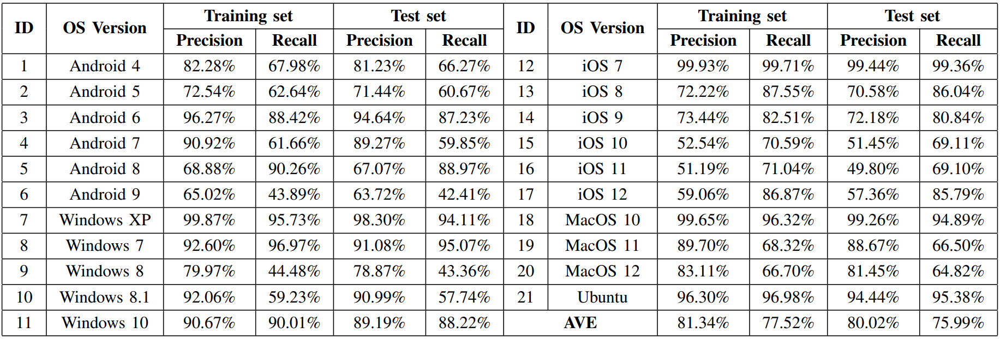 ID OS Version Training set Test set ID OS Version Training set Test set
Precision Recall Precision Recall Precision Recall Precision Recall
1 Android 4 82.28% 67.98% 81.23% 66.27% 12 iOS 7 99.93% 99.71% 99.44% 99.36%
2 Android 5 72.54% 62.64% 71.44% 60.67% 13 iOS 8 72.22% 87.55% 70.58% 86.04%
3 Android 6 96.27% 88.42% 94.64% 87.23% 14 iOS 9 73.44% 82.51% 72.18% 80.84%
4 Android 7 90.92% 61.66% 89.27% 59.85% 15 iOS 10 52.54% 70.59% 51.45% 69.11%
5 Android 8 68.88% 90.26% 67.07% 88.97% 16 iOS 11 51.19% 71.04% 49.80% 69.10%
6 Android 9 65.02% 43.89% 63.72% 42.41% 17 iOS 12 59.06% 86.87% 57.36% 85.79%
7 Windows XP 99.87% 95.73% 98.30% 94.11% 18 MacOS 10 99.65% 96.32% 99.26% 94.89%
8 Windows 7 92.60% 96.97% 91.08% 95.07% 19 MacOS 11 89.70% 68.32% 88.67% 66.50%
9 Windows 8 79.97% 44.48% 78.87% 43.36% 20 MacOS 12 83.11% 66.70% 81.45% 64.82%
10 Windows 8.1 92.06% 59.23% 90.99% 57.74% 21 Ubuntu 96.30% 96.98% 94.44% 95.38%
11 Windows 10 90.67% 90.01% 89.19% 88.22% AVE 81.34% 77.52% 80.02% 75.99%